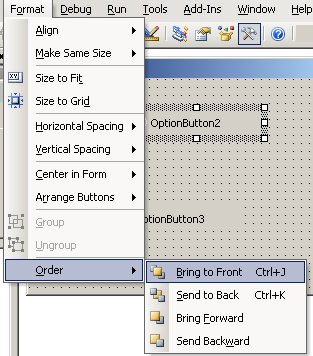 Format Debug Run Tools Add-Ins Window Help
Align
Make Same Size
Size to Fit
Size to Grid
OptionButton2
Horizontal Spacing
Vertical Spacing
Center in Form
Arrange Buttons
Group
ptionButton3
Ungroup
Order
Bring to Front Ctrl+J
Send to Back Ctrl+K
Bring Forward
Send Backward